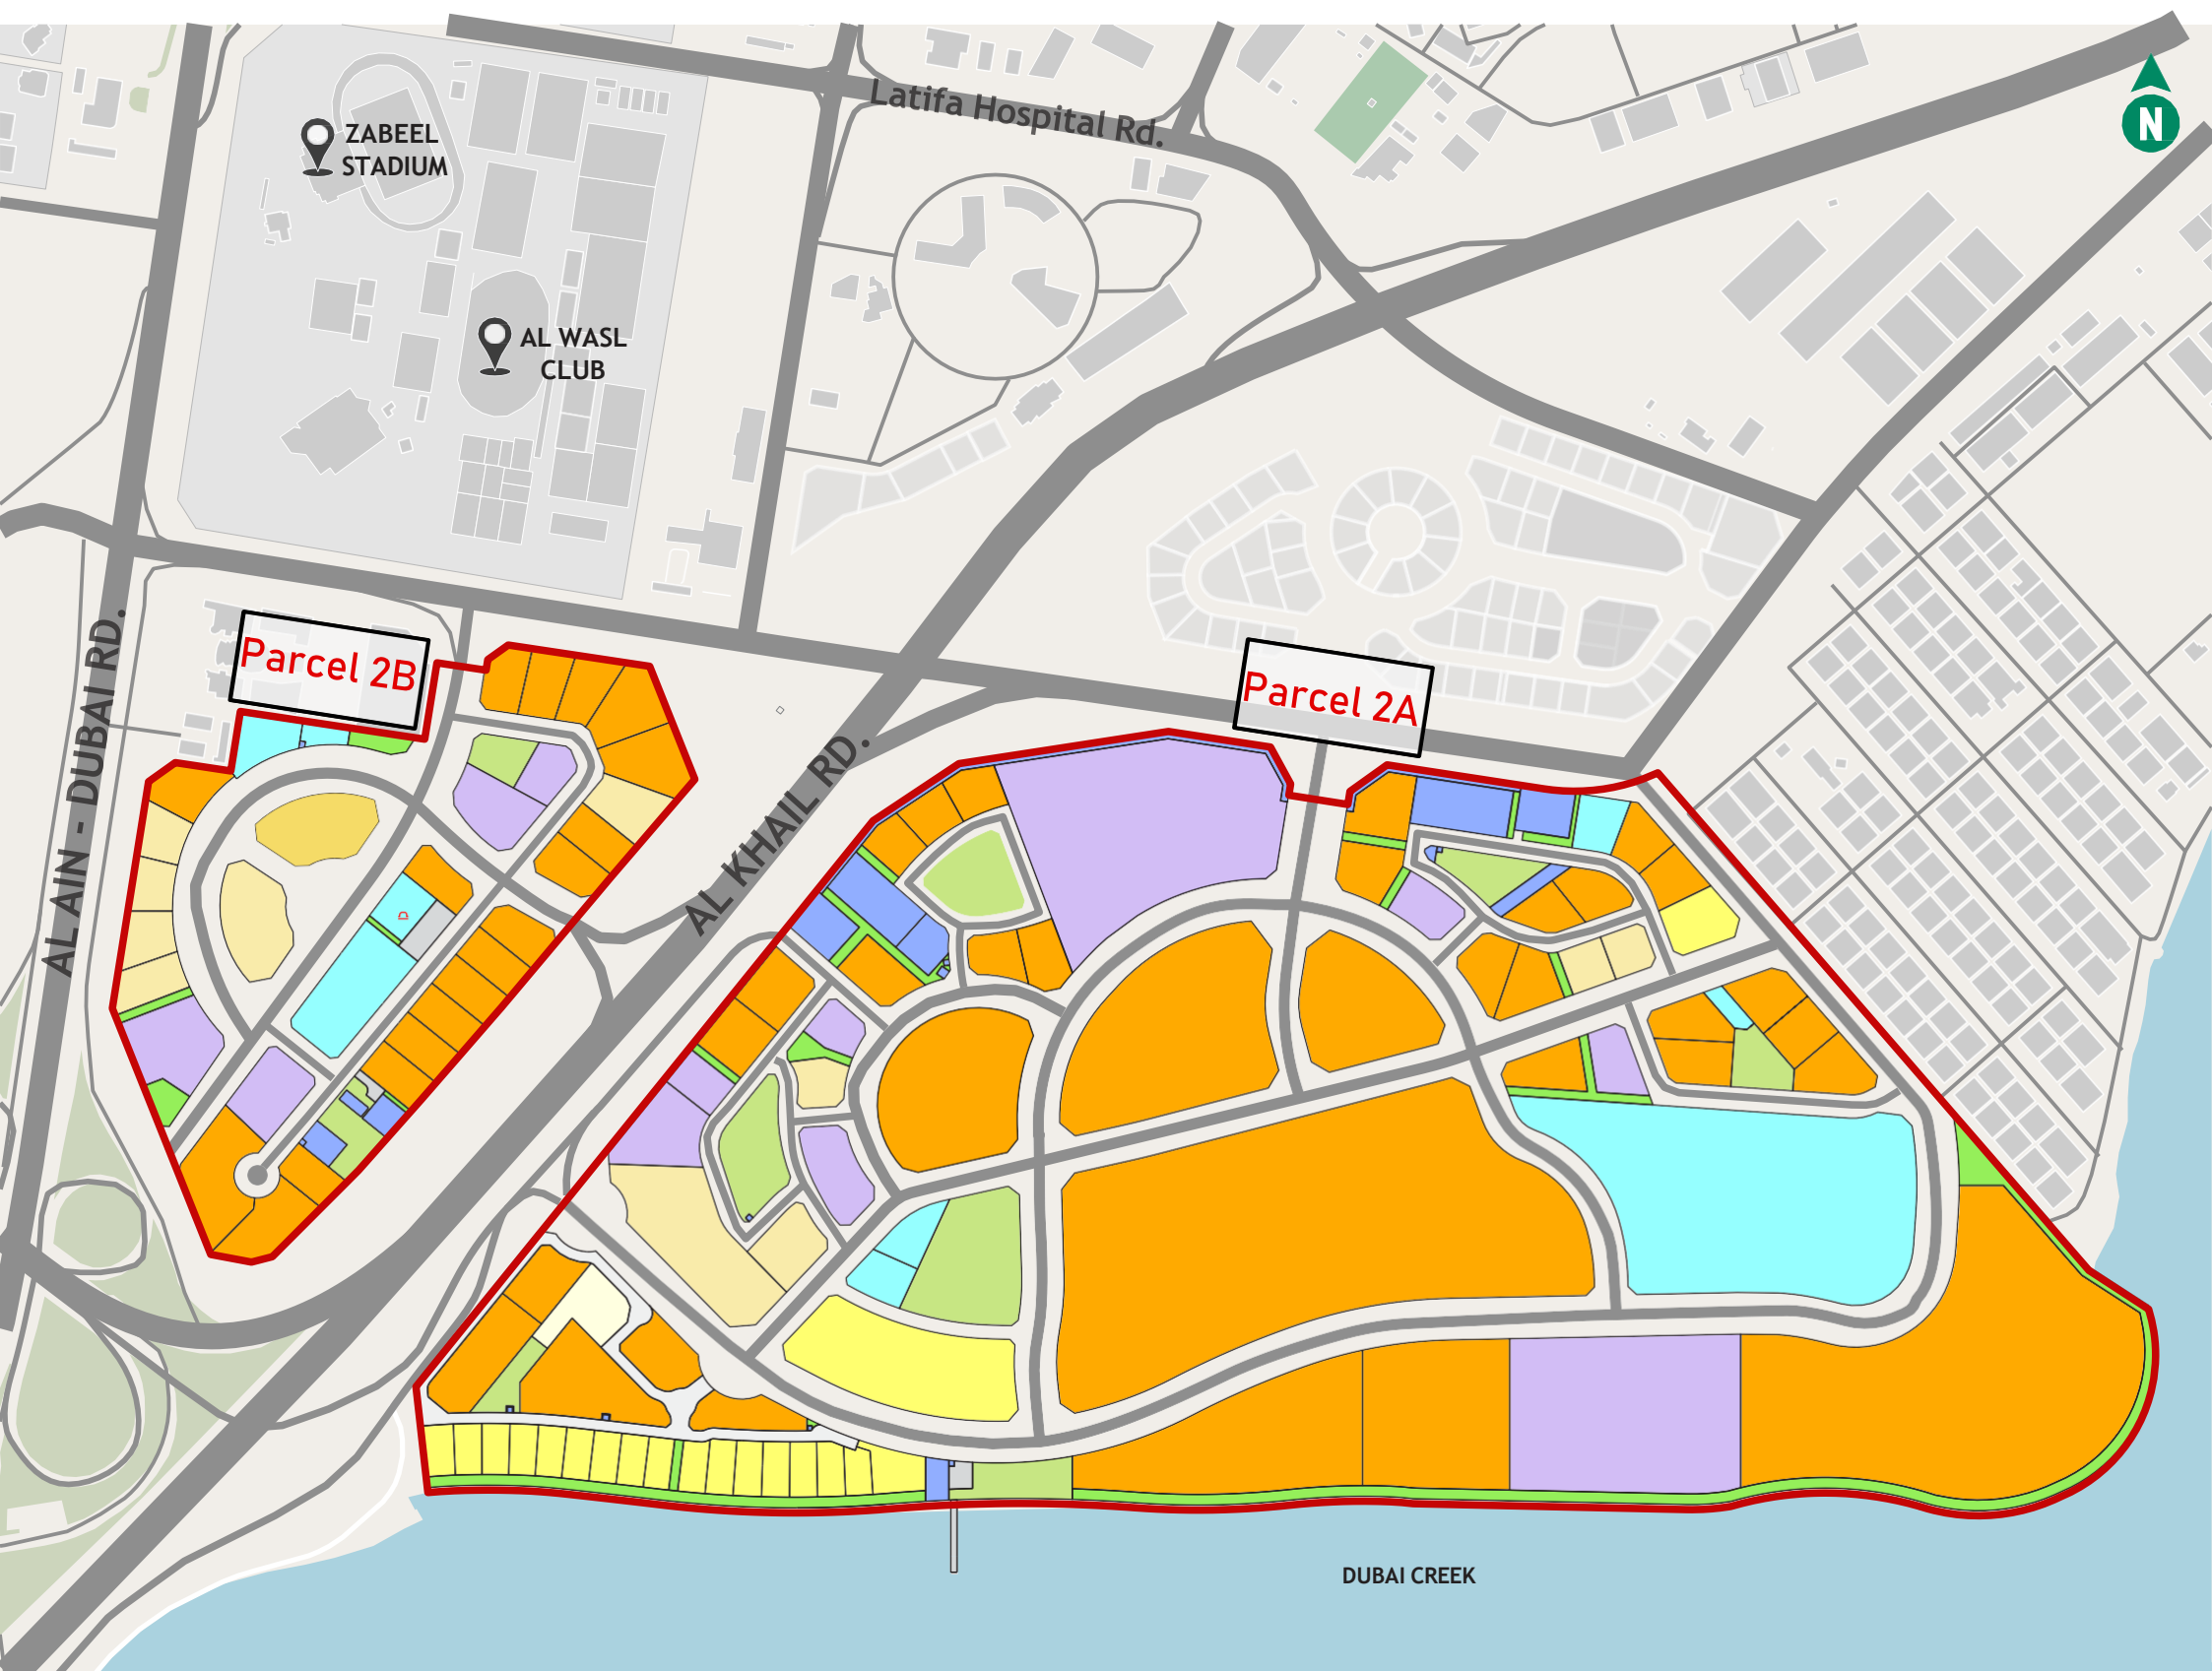 N
Latifa Hospital Rd.
ZABEEL
STADIUM
AL WASL
CLUB
Parcel 2B
Parcel 2A
AL AIN - DUBAI RD.
AL KHAIL RD.
DUBAI CREEK